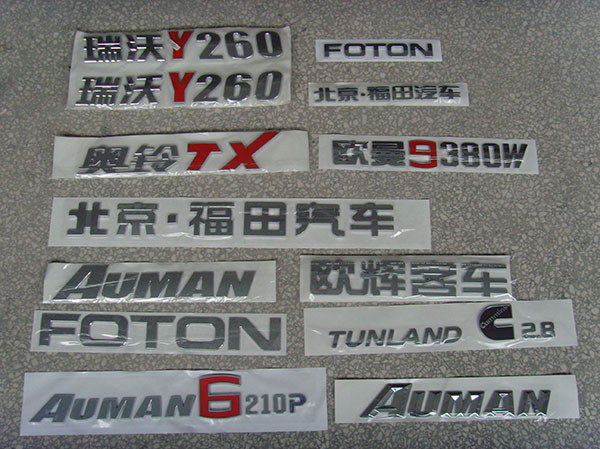 瑞沃Y260
瑞沃Y260
FOTON
北京·福田汽车
奥铃TX
欧曼9380W
北京·福田汽车
AUMAN
欧辉客车
FOTON
TUNLAND Cummins 2.8
AUMAN6210P
AUMAN